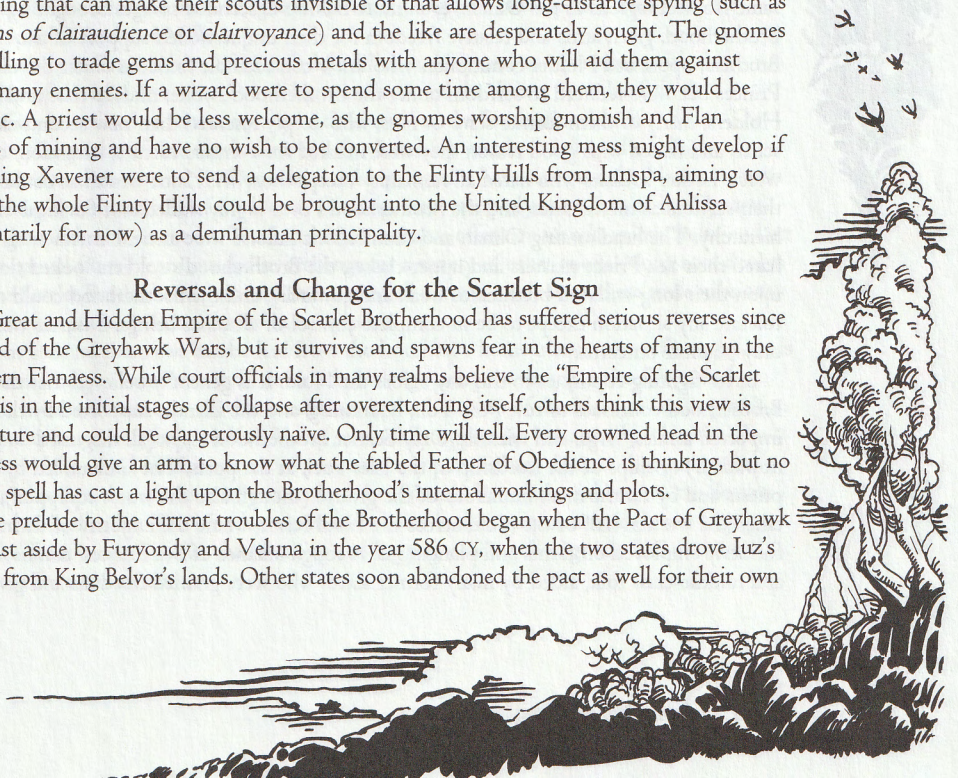 ing that can make their scouts invisible or that allows long-distance spying (such as
ns of clairaudience or clairvoyance) and the like are desperately sought. The gnomes
lling to trade gems and precious metals with anyone who will aid them against
many enemies. If a wizard were to spend some time among them, they would be
c. A priest would be less welcome, as the gnomes worship gnomish and Flan
of mining and have no wish to be converted. An interesting mess might develop if
ing Xavener were to send a delegation to the Flinty Hills from Innspa, aiming to
the whole Flinty Hills could be brought into the United Kingdom of Ahlissa
ntarily for now) as a demihuman principality.
Reversals and Change for the Scarlet Sign
Great and Hidden Empire of the Scarlet Brotherhood has suffered serious reverses since
d of the Greyhawk Wars, but it survives and spawns fear in the hearts of many in the
ern Flanaess. While court officials in many realms believe the “Empire of the Scarlet
is in the initial stages of collapse after overextending itself, others think this view is
ture and could be dangerously naïve. Only time will tell. Every crowned head in the
ess would give an arm to know what the fabled Father of Obedience is thinking, but no
spell has cast a light upon the Brotherhood’s internal workings and plots.
e prelude to the current troubles of the Brotherhood began when the Pact of Greyhawk
st aside by Furyondy and Veluna in the year 586 CY, when the two states drove Iuz’s
from King Belvor’s lands. Other states soon abandoned the pact as well for their own